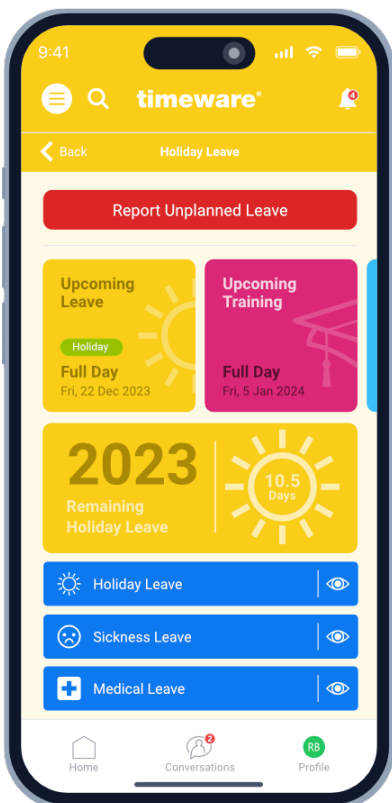 9:41
timeware®
4
Back
Holiday Leave
Report Unplanned Leave
Upcoming
Leave
Holiday
Full Day
Fri, 22 Dec 2023
Upcoming
Training
Full Day
Fri, 5 Jan 2024
2023
Remaining
Holiday Leave
10.5
Days
Holiday Leave
Sickness Leave
Medical Leave
Home
2
Conversations
RB
Profile